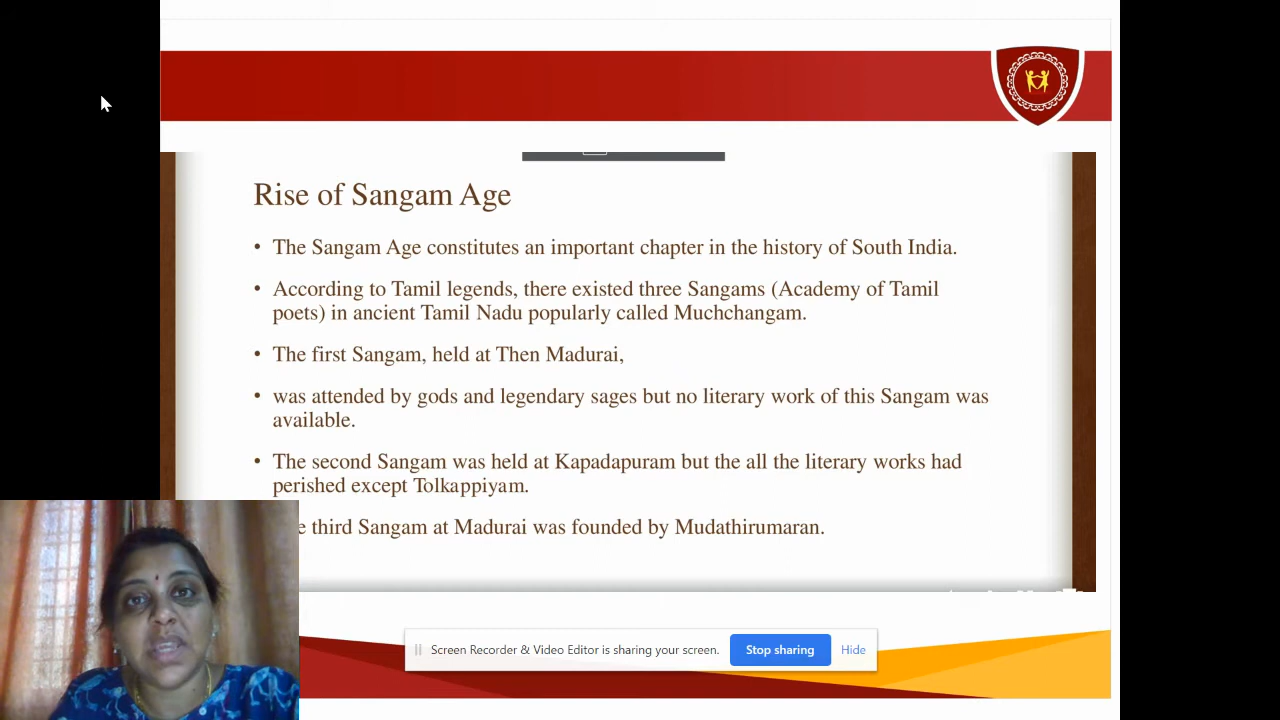 Rise of Sangam Age
• The Sangam Age constitutes an important chapter in the history of South India.
• According to Tamil legends, there existed three Sangams (Academy of Tamil
poets) in ancient Tamil Nadu popularly called Muchchangam.
• The first Sangam, held at Then Madurai,
• was attended by gods and legendary sages but no literary work of this Sangam was
available.
• The second Sangam was held at Kapadapuram but the all the literary works had
perished except Tolkappiyam.
third Sangam at Madurai was founded by Mudathirumaran.
Screen Recorder & Video Editor is sharing your screen.
Stop sharing
Hide